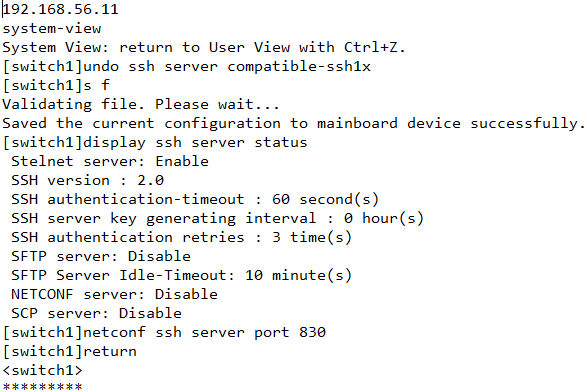 192.168.56.11
system-view
System View: return to User View with Ctrl+Z.
[switch1]undo ssh server compatible-ssh1x
[switch1]s f
Validating file. Please wait...
Saved the current configuration to mainboard device successfully.
[switch1]display ssh server status
 Stelnet server: Enable
 SSH version : 2.0
 SSH authentication-timeout : 60 second(s)
 SSH server key generating interval : 0 hour(s)
 SSH authentication retries : 3 time(s)
 SFTP server: Disable
 SFTP Server Idle-Timeout: 10 minute(s)
 NETCONF server: Disable
 SCP server: Disable
[switch1]netconf ssh server port 830
[switch1]return
<switch1>
*********